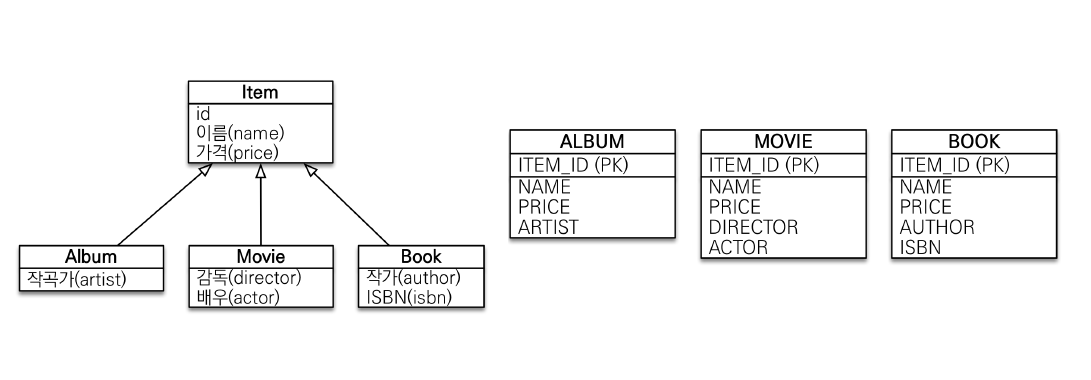 Item
id
이름(name)
가격(price)
Album
작곡가(artist)
Movie
감독(director)
배우(actor)
Book
작가(author)
ISBN(isbn)
ALBUM
ITEM_ID (PK)
NAME
PRICE
ARTIST
MOVIE
ITEM_ID (PK)
NAME
PRICE
DIRECTOR
ACTOR
BOOK
ITEM_ID (PK)
NAME
PRICE
AUTHOR
ISBN